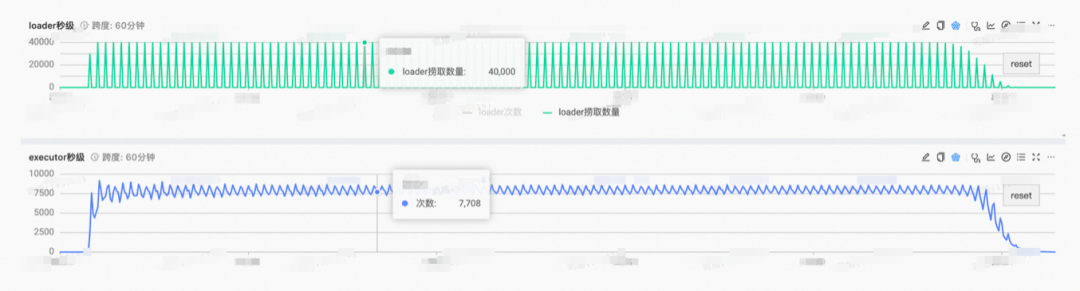 loader秒级 跨度: 60分钟
40000
20000
0
loader捞取数量: 40,000
reset
loader次数 loader捞取数量
executor秒级 跨度: 60分钟
10000
7500
5000
2500
0
次数: 7,708
reset